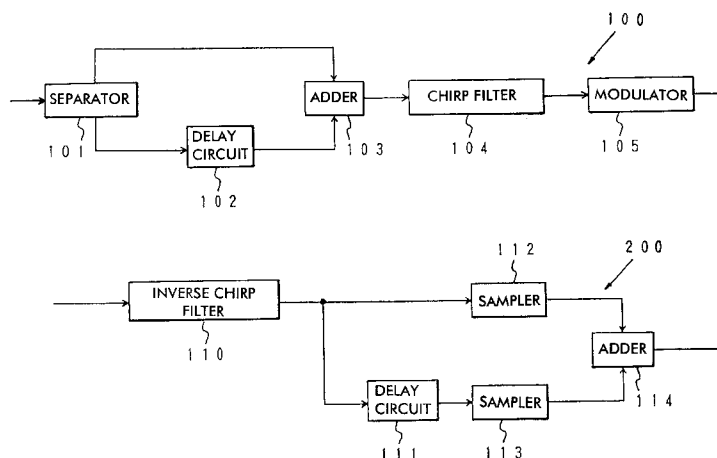 100
SEPARATOR
101
DELAY
CIRCUIT
102
ADDER
103
CHIRP FILTER
104
MODULATOR
105
200
INVERSE CHIRP
FILTER
110
112
SAMPLER
DELAY
CIRCUIT
111
SAMPLER
113
ADDER
114